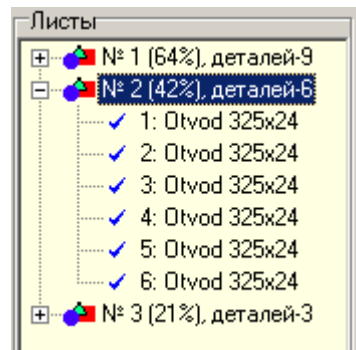 Листы
№ 1 (64%), деталей-9
№ 2 (42%), деталей-6
1: Otvod 325x24
2: Otvod 325x24
3: Otvod 325x24
4: Otvod 325x24
5: Otvod 325x24
6: Otvod 325x24
№ 3 (21%), деталей-3